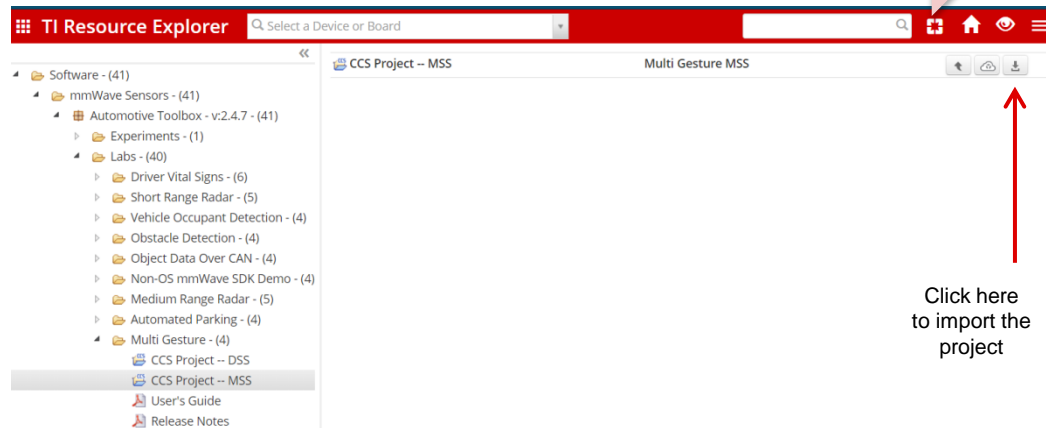 TI Resource Explorer
Select a Device or Board
Software - (41)
mmWave Sensors - (41)
Automotive Toolbox - v:2.4.7 - (41)
Experiments - (1)
Labs - (40)
Driver Vital Signs - (6)
Short Range Radar - (5)
Vehicle Occupant Detection - (4)
Obstacle Detection - (4)
Object Data Over CAN - (4)
Non-OS mmWave SDK Demo - (4)
Medium Range Radar - (5)
Automated Parking - (4)
Multi Gesture - (4)
CCS Project -- DSS
CCS Project -- MSS
User's Guide
Release Notes
CCS Project -- MSS
Multi Gesture MSS
Click here
to import the
project